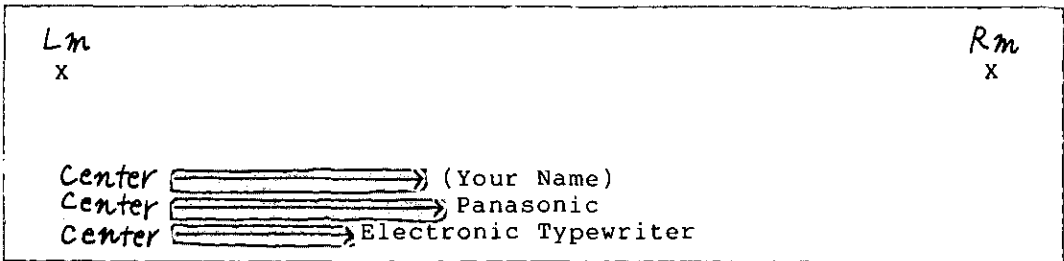 Lm Rm
x x
Center (Your Name)
Center Panasonic
Center Electronic Typewriter